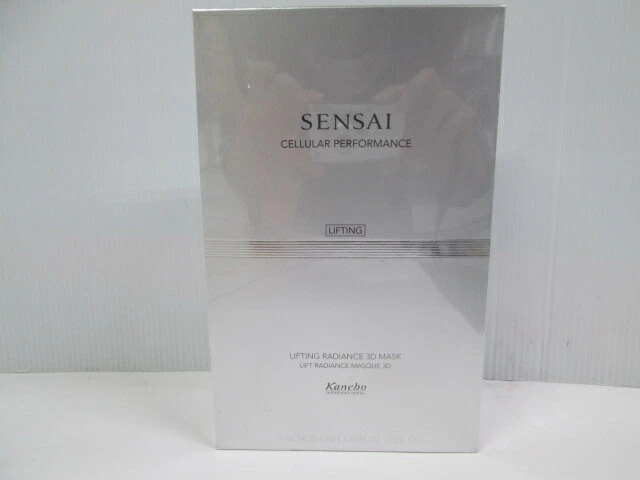 SENSAI
CELLULAR PERFORMANCE
LIFTING
LIFTING RADIANCE 3D MASK
LIFT RADIANCE MASQUE 3D
Kanebo
INTERNATIONAL